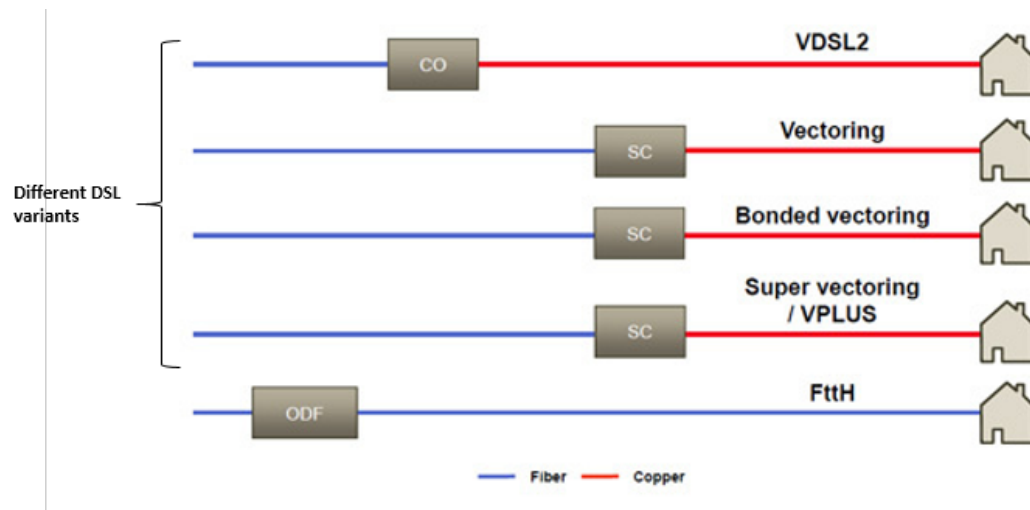 VDSL2
CO
Vectoring
SC
Different DSL
variants
Bonded vectoring
SC
Super vectoring
/ VPLUS
SC
FttH
ODF
Fiber
Copper